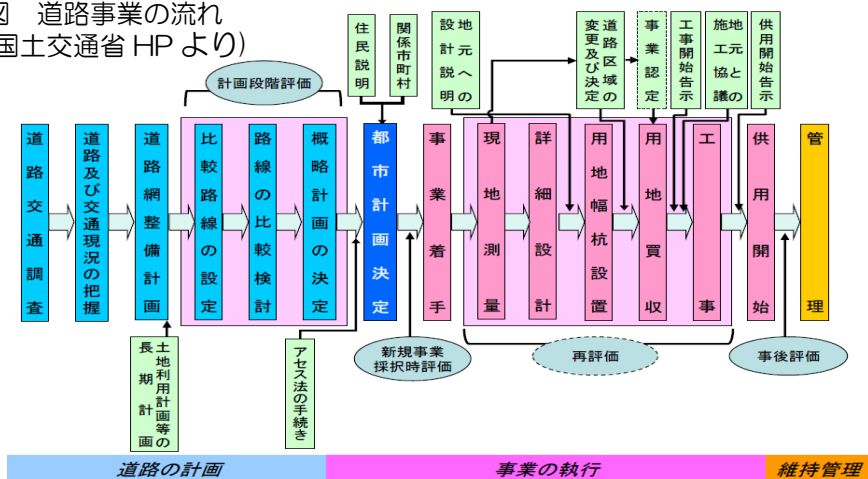 図　道路事業の流れ
国土交通省 HP より)
住民説明
関係市町村
設計説明
地元への
変更及び決定
道路区域の
事業認定
工事開始告示
施工協議
地元との
供用開始告示
計画段階評価
道路交通調査
道路及び交通現況の把握
道路網整備計画
比較路線の設定
路線の比較検討
概略計画の決定
都市計画決定
事業着手
現地測量
詳細設計
用地幅杭設置
用地買収
工事
供用開始
管理
長期計画
土地利用計画等の
アセス法の手続き
新規事業
採択時評価
再評価
事後評価
道路の計画
事業の執行
維持管理